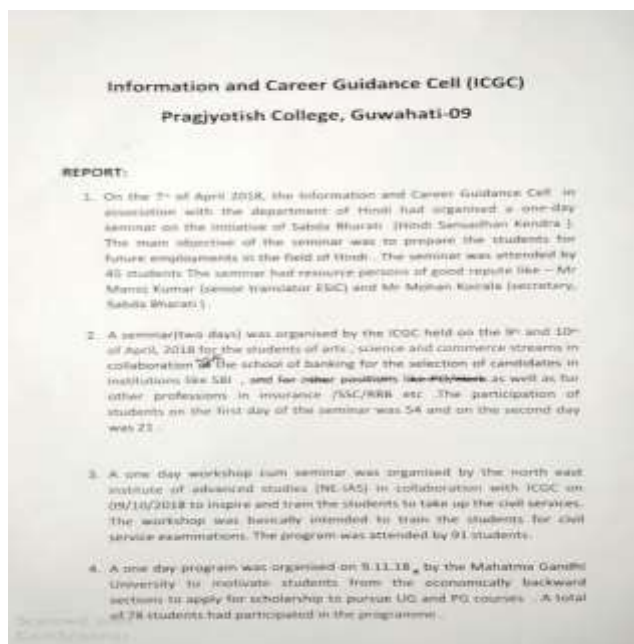 Information and Career Guidance Cell (ICGC)
Pragjyotish College, Guwahati-09
REPORT:
1. On the 7th of April 2018, the Information and Career Guidance Cell in
association with the department of Hindi had organised a one-day
seminar on the initiative of Sabda Bharati (Hindi Sansadhan Kendra ).
The main objective of the seminar was to prepare the students for
future employments in the field of Hindi . The seminar was attended by
40 students The seminar had resource persons of good repute like – Mr
Manoj Kumar (senior translator ESIC) and Mr Mohan Koirala (secretary,
Sabda Bharati ) .
2. A seminar(two days) was organised by the ICGC held on the 9th and 10th
of April, 2018 for the students of arts , science and commerce streams in
collaboration the school of banking for the selection of candidates in
institutions like SBI , and for other positions like as well as for
other professions in insurance /SSC/RRB etc .The participation of
students on the first day of the seminar was 54 and on the second day
was 21 .
3. A one day workshop cum seminar was organised by the north east
institute of advanced studies (NE-IAS) in collaboration with ICGC on
09/10/2018 to inspire and train the students to take up the civil services.
The workshop was basically intended to train the students for civil
service examinations. The program was attended by 91 students.
4. A one day program was organised on 9.11.18 , by the Mahatma Gandhi
University to motivate students from the economically backward
sections to apply for scholarship to pursue UG and PG courses . A total
of 78 students had participated in the programme .